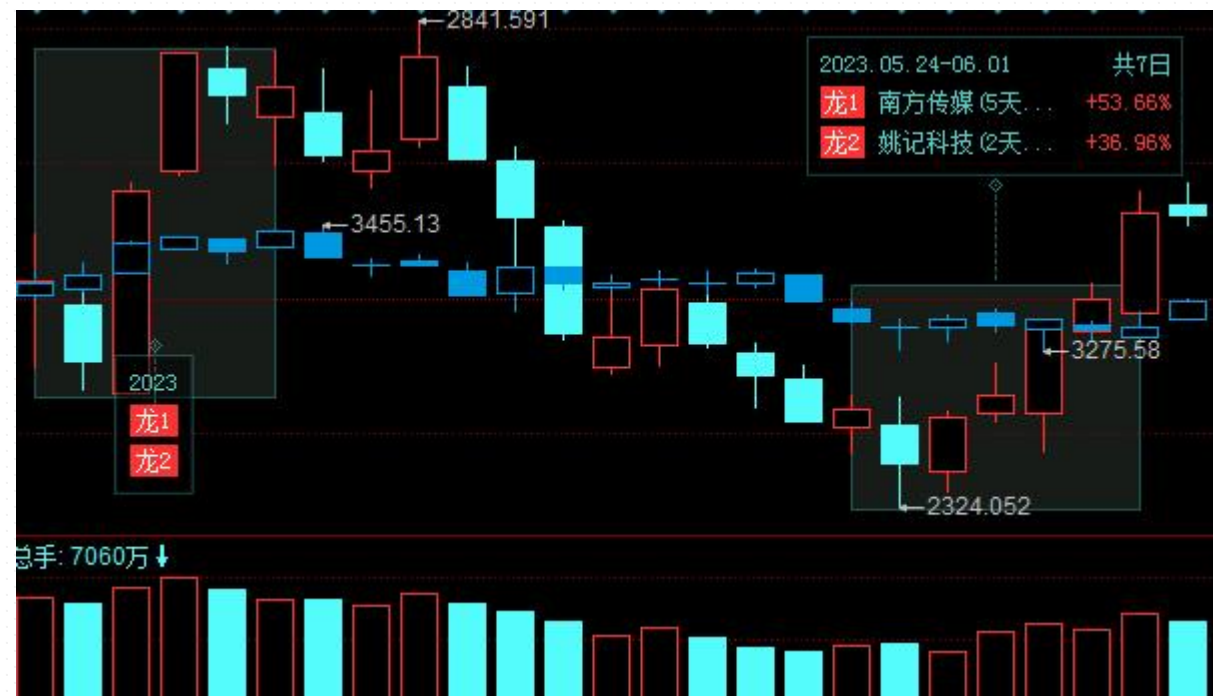 2841.591
2023.05.24-06.01 共7日
龙1 南方传媒(5天... +53.66%
龙2 姚记科技(2天... +36.96%
3455.13
3275.58
2023
龙1
龙2
2324.052
总手: 7060万↓